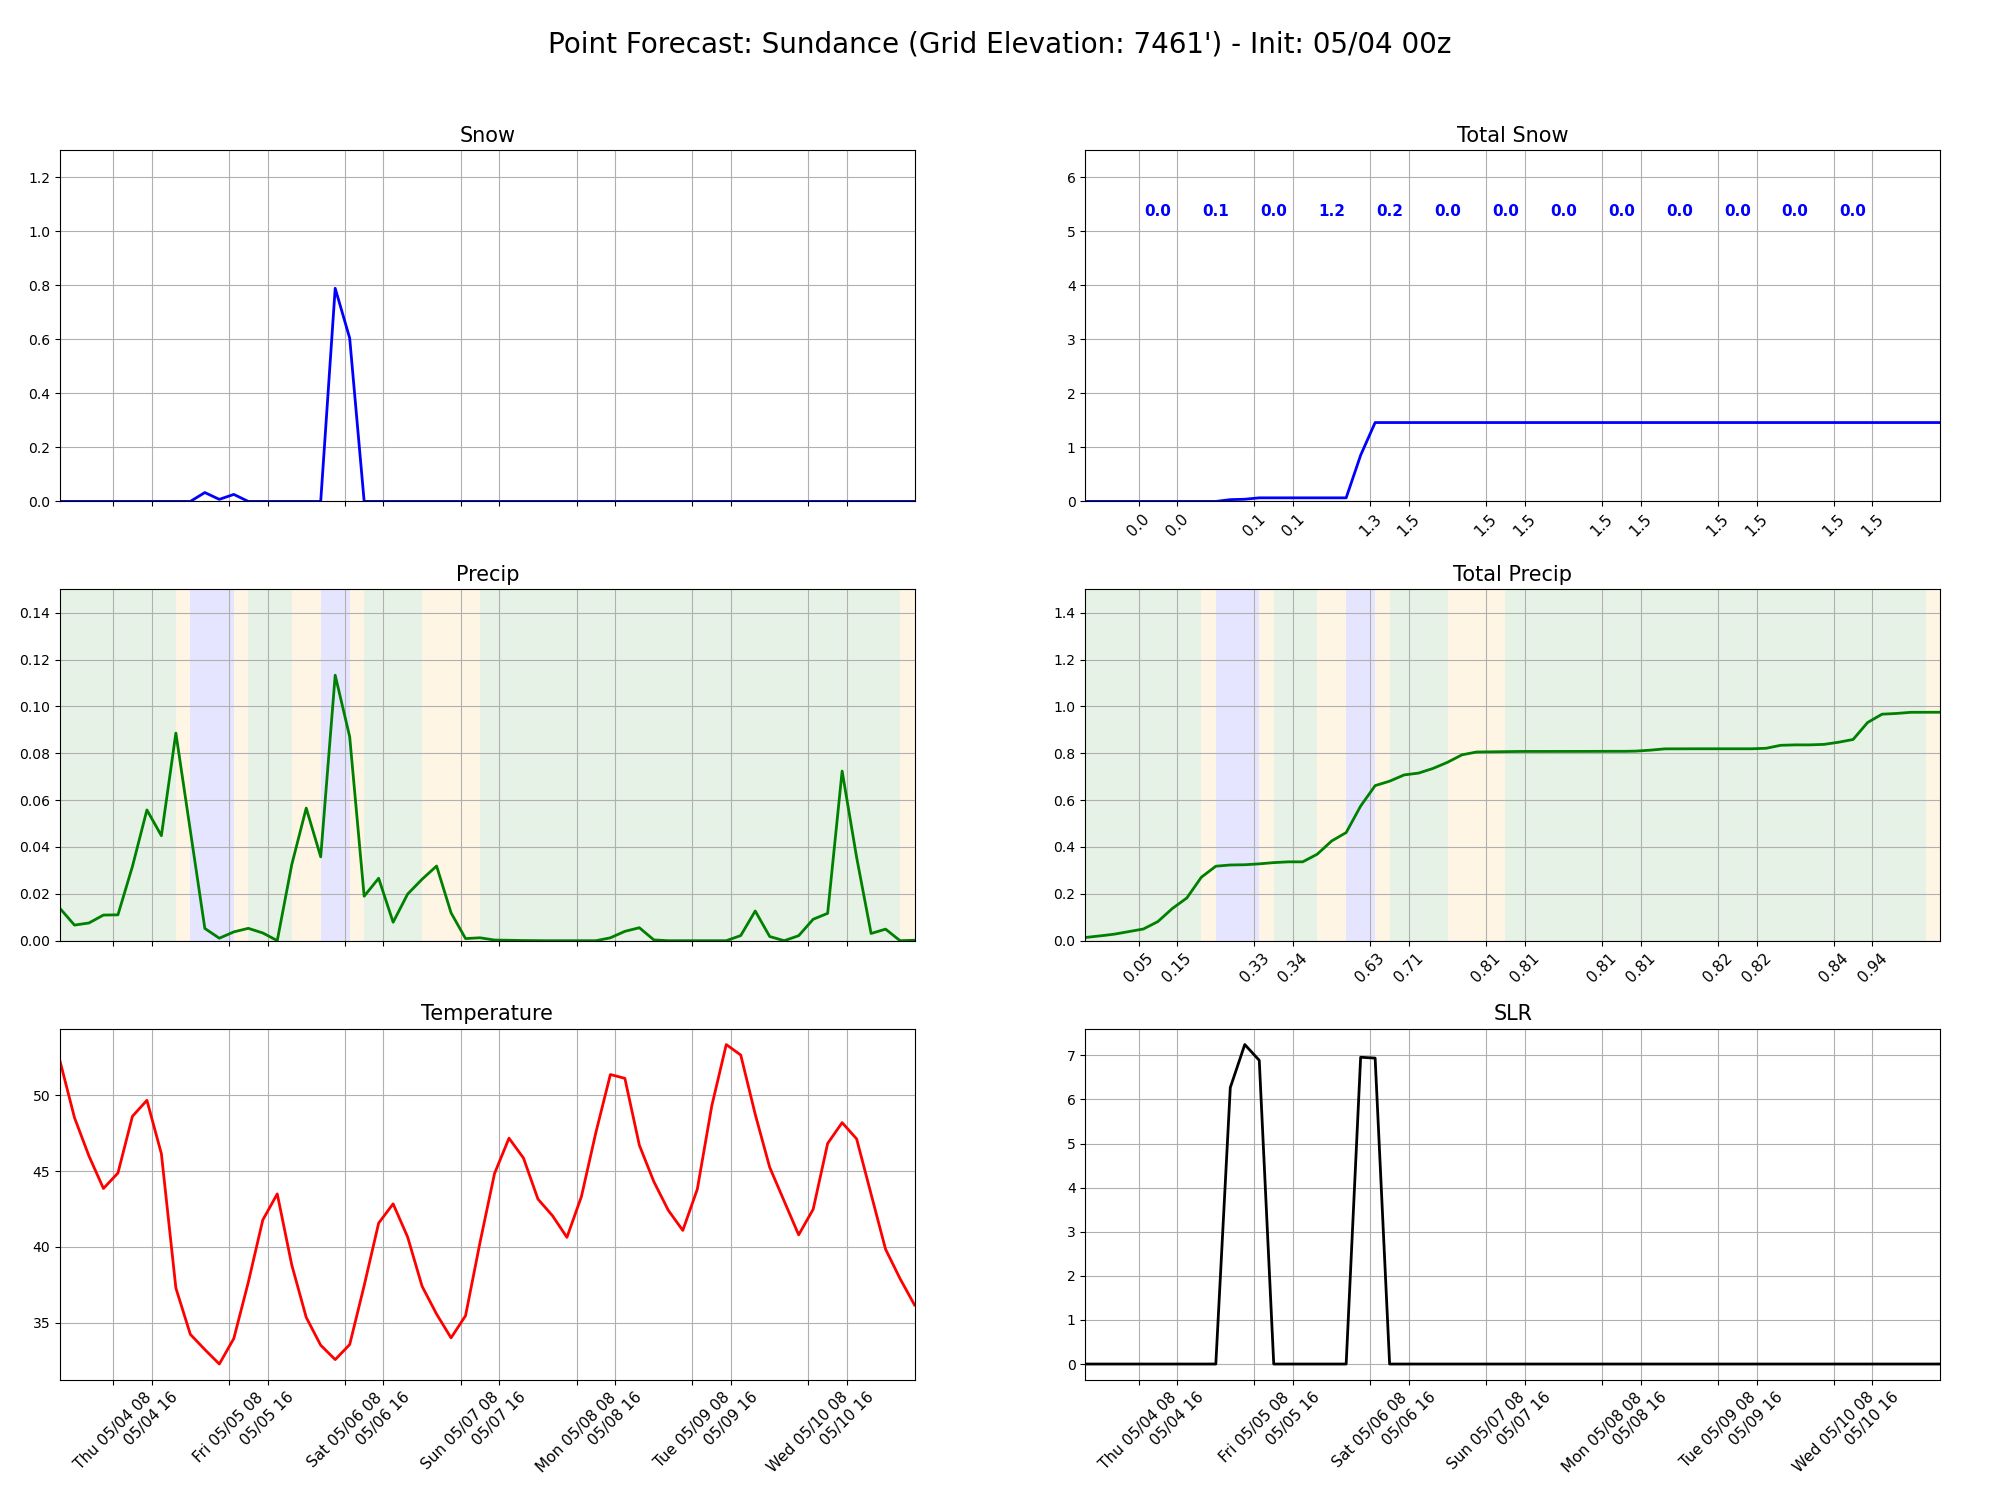 Point Forecast: Sundance (Grid Elevation: 7461') - Init: 05/04 00z
Snow
1.2
1.0
0.8
0.6
0.4
0.2
0.0
Total Snow
6
5
4
3
2
1
0
0.0 0.1 0.0 1.2 0.2 0.0 0.0 0.0 0.0 0.0 0.0 0.0 0.0
0.0 0.0 0.1 0.1 1.3 1.5 1.5 1.5 1.5 1.5 1.5 1.5 1.5 1.5
Precip
0.14
0.12
0.10
0.08
0.06
0.04
0.02
0.00
Total Precip
1.4
1.2
1.0
0.8
0.6
0.4
0.2
0.0
0.05 0.15 0.33 0.34 0.63 0.71 0.81 0.81 0.81 0.81 0.82 0.82 0.84 0.94
Temperature
50
45
40
35
Thu 05/04 08
05/04 16
Fri 05/05 08
05/05 16
Sat 05/06 08
05/06 16
Sun 05/07 08
05/07 16
Mon 05/08 08
05/08 16
Tue 05/09 08
05/09 16
Wed 05/10 08
05/10 16
SLR
7
6
5
4
3
2
1
0
Thu 05/04 08
05/04 16
Fri 05/05 08
05/05 16
Sat 05/06 08
05/06 16
Sun 05/07 08
05/07 16
Mon 05/08 08
05/08 16
Tue 05/09 08
05/09 16
Wed 05/10 08
05/10 16